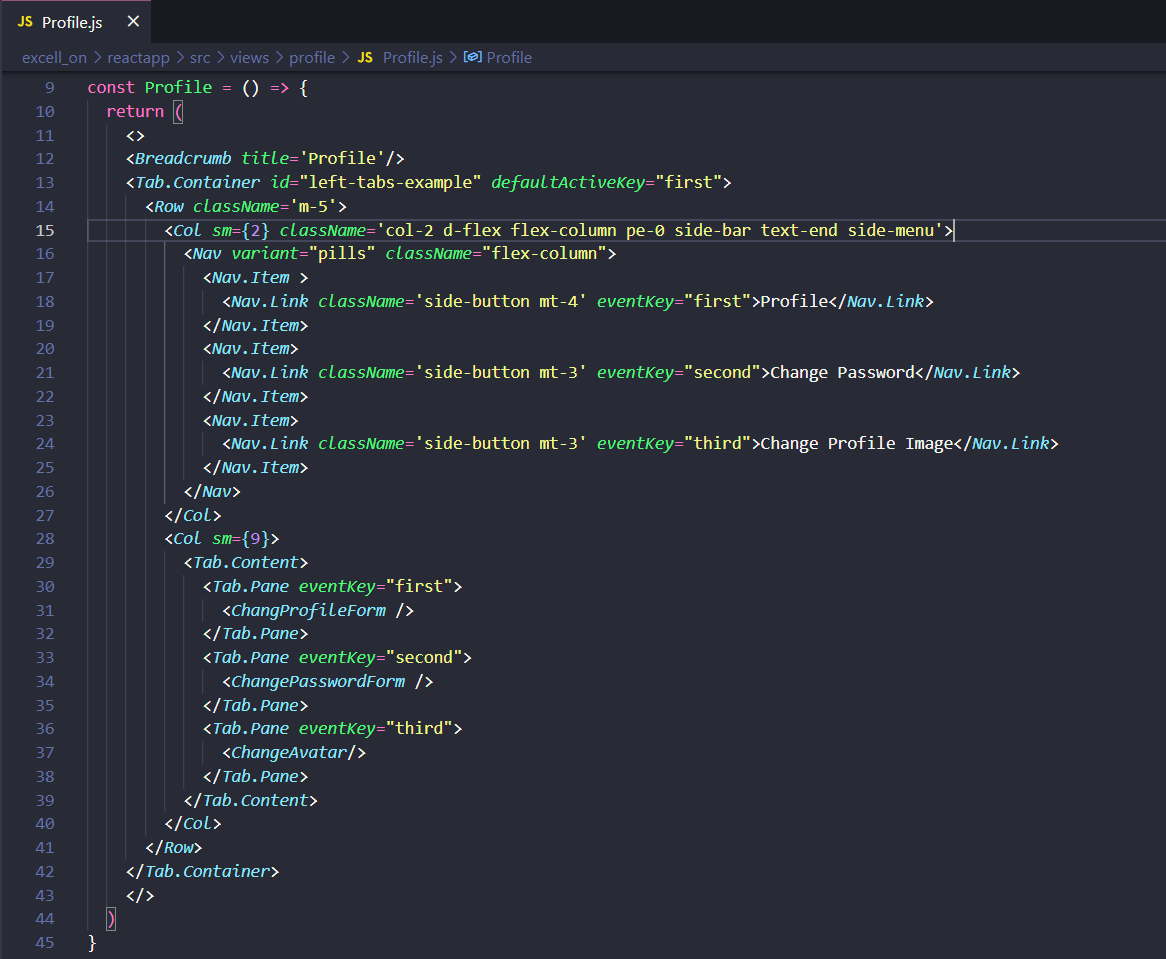 JS Profile.js ×
excell_on > reactapp > src > views > profile > JS Profile.js > Profile
9 const Profile = () => {
10 return (
11 <>
12 <Breadcrumb title='Profile'/>
13 <Tab.Container id="left-tabs-example" defaultActiveKey="first">
14 <Row className='m-5'>
15 <Col sm={2} className='col-2 d-flex flex-column pe-0 side-bar text-end side-menu'>
16 <Nav variant="pills" className="flex-column">
17 <Nav.Item >
18 <Nav.Link className='side-button mt-4' eventKey="first">Profile</Nav.Link>
19 </Nav.Item>
20 <Nav.Item>
21 <Nav.Link className='side-button mt-3' eventKey="second">Change Password</Nav.Link>
22 </Nav.Item>
23 <Nav.Item>
24 <Nav.Link className='side-button mt-3' eventKey="third">Change Profile Image</Nav.Link>
25 </Nav.Item>
26 </Nav>
27 </Col>
28 <Col sm={9}>
29 <Tab.Content>
30 <Tab.Pane eventKey="first">
31 <ChangProfileForm />
32 </Tab.Pane>
33 <Tab.Pane eventKey="second">
34 <ChangePasswordForm />
35 </Tab.Pane>
36 <Tab.Pane eventKey="third">
37 <ChangeAvatar/>
38 </Tab.Pane>
39 </Tab.Content>
40 </Col>
41 </Row>
42 </Tab.Container>
43 </>
44 )
45 }